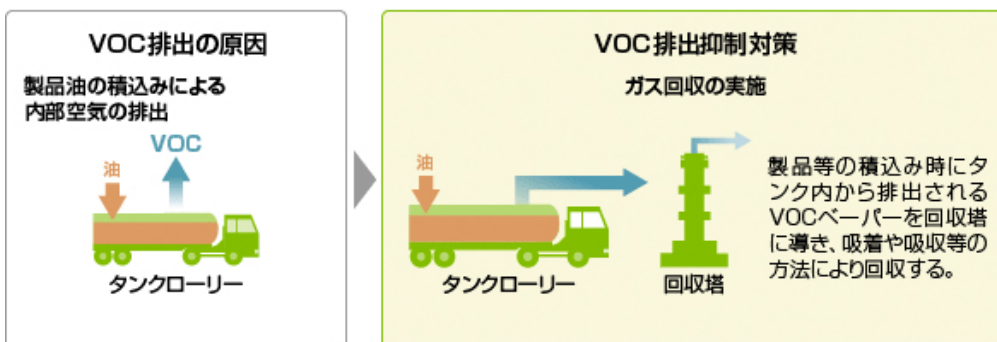 VOC排出の原因
製品油の積込みによる
内部空気の排出
VOC
油
タンクローリー
VOC排出抑制対策
ガス回収の実施
油
タンクローリー
回収塔
製品等の積込み時にタ
ンク内から排出される
VOCベーパーを回収塔
に導き、吸着や吸収等の
方法により回収する。